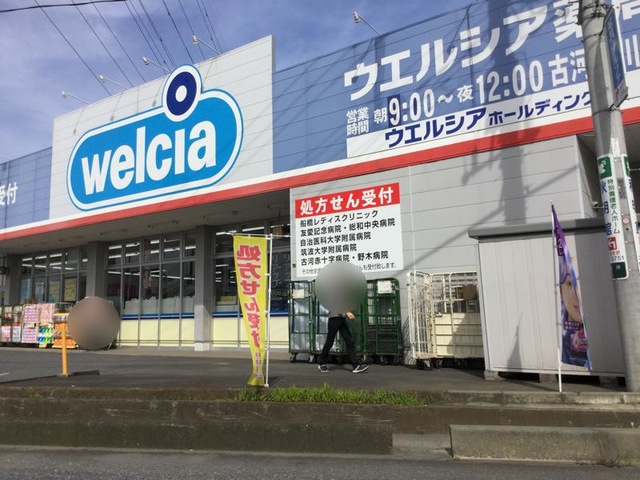 welcia
ウエルシア薬局
営業時間 朝9:00～夜12:00 古河
ウエルシアホールディング
受付
処方せん受付
船橋レディスクリニック
友愛記念病院・総和中央病院
自治医科大学附属病院
筑波大学附属病院
古河赤十字病院・野木病院
処方せん受付